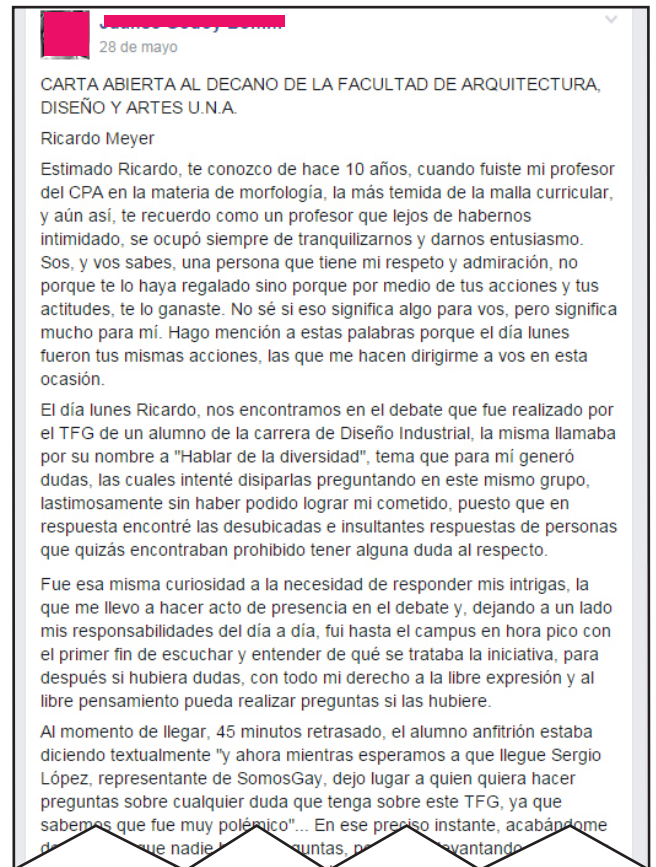 28 de mayo
CARTA ABIERTA AL DECANO DE LA FACULTAD DE ARQUITECTURA,
DISEÑO Y ARTES U.N.A.
Ricardo Meyer
Estimado Ricardo, te conozco de hace 10 años, cuando fuiste mi profesor
del CPA en la materia de morfología, la más temida de la malla curricular,
y aún así, te recuerdo como un profesor que lejos de habernos
intimidado, se ocupó siempre de tranquilizarnos y darnos entusiasmo.
Sos, y vos sabes, una persona que tiene mi respeto y admiración, no
porque te lo haya regalado sino porque por medio de tus acciones y tus
actitudes, te lo ganaste. No sé si eso significa algo para vos, pero significa
mucho para mí. Hago mención a estas palabras porque el día lunes
fueron tus mismas acciones, las que me hacen dirigirme a vos en esta
ocasión.
El día lunes Ricardo, nos encontramos en el debate que fue realizado por
el TFG de un alumno de la carrera de Diseño Industrial, la misma llamaba
por su nombre a "Hablar de la diversidad", tema que para mí generó
dudas, las cuales intenté disiparlas preguntando en este mismo grupo,
lastimosamente sin haber podido lograr mi cometido, puesto que en
respuesta encontré las desubicadas e insultantes respuestas de personas
que quizás encontraban prohibido tener alguna duda al respecto.
Fue esa misma curiosidad a la necesidad de responder mis intrigas, la
que me llevo a hacer acto de presencia en el debate y, dejando a un lado
mis responsabilidades del día a día, fui hasta el campus en hora pico con
el primer fin de escuchar y entender de qué se trataba la iniciativa, para
después si hubiera dudas, con todo mi derecho a la libre expresión y al
libre pensamiento pueda realizar preguntas si las hubiere.
Al momento de llegar, 45 minutos retrasado, el alumno anfitrión estaba
diciendo textualmente "y ahora mientras esperamos a que llegue Sergio
López, representante de SomosGay, dejo lugar a quien quiera hacer
preguntas sobre cualquier duda que tenga sobre este TFG, ya que
sabemos que fue muy polémico"... En ese preciso instante, acabándome
que nadie